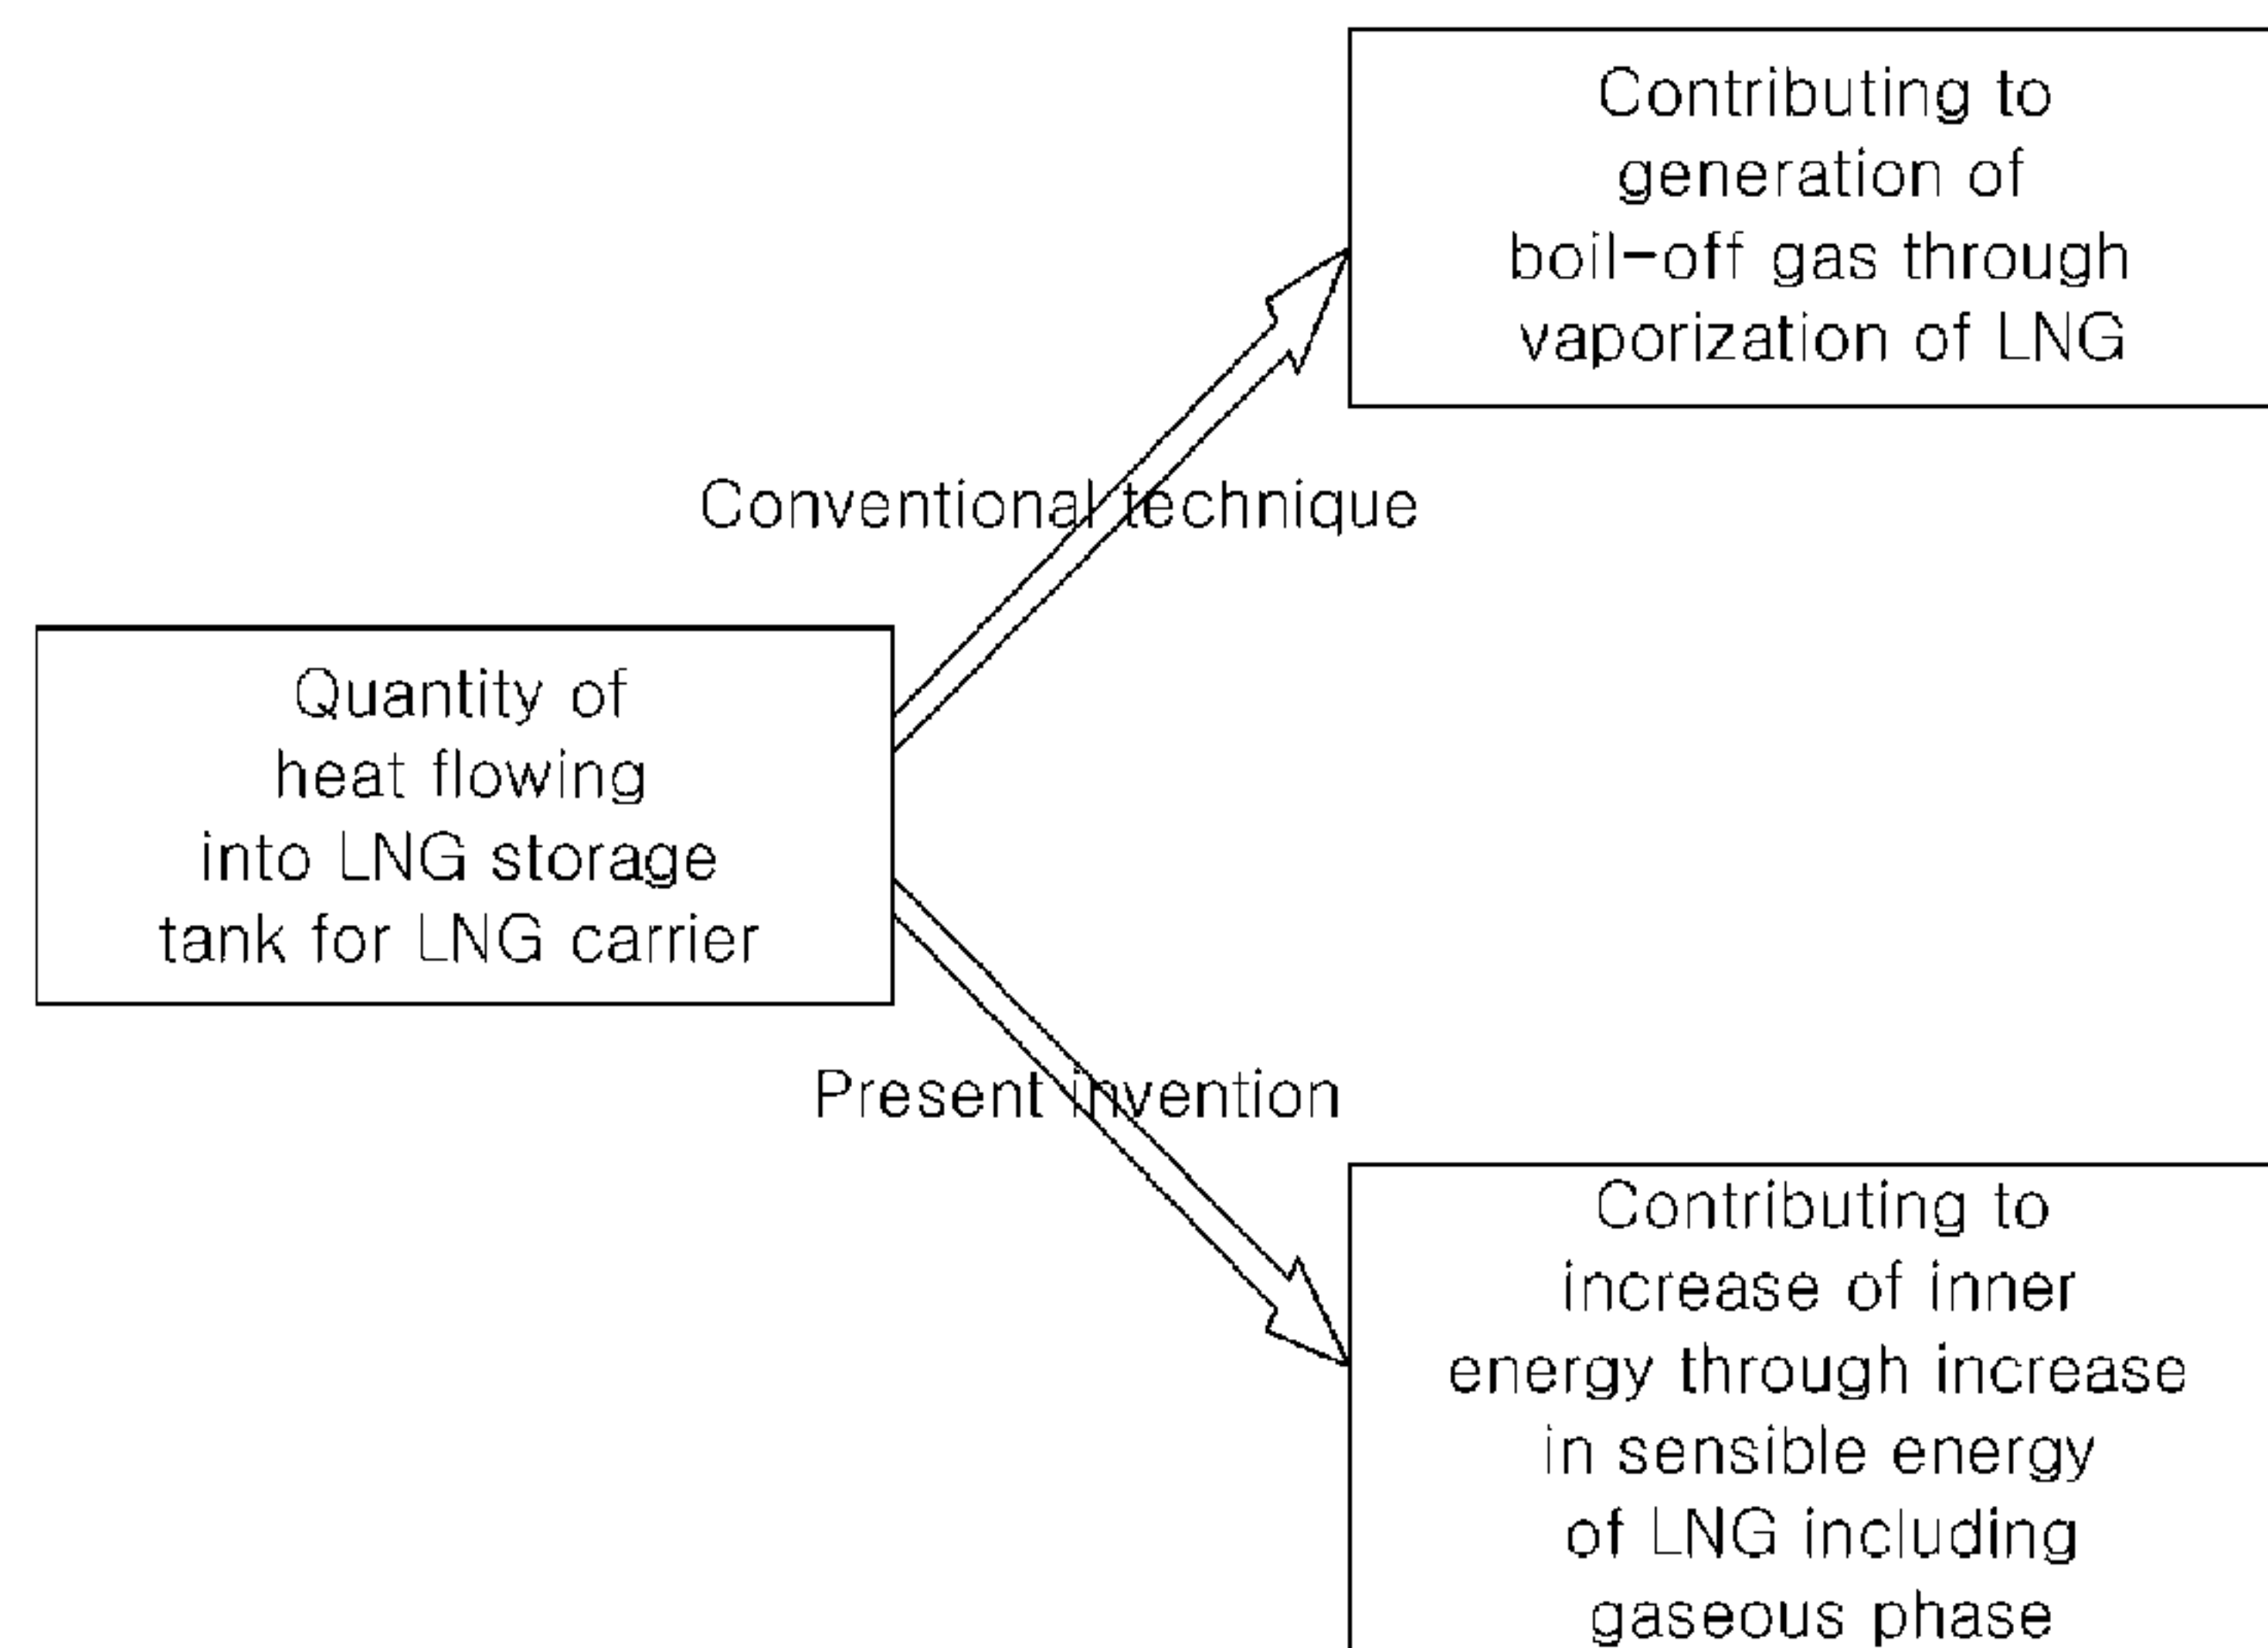 Contributing to
generation of
boil-off gas through
vaporization of LNG
Conventional technique
Quantity of
heat flowing
into LNG storage
tank for LNG carrier
Present invention
Contributing to
increase of inner
energy through increase
in sensible energy
of LNG including
gaseous phase